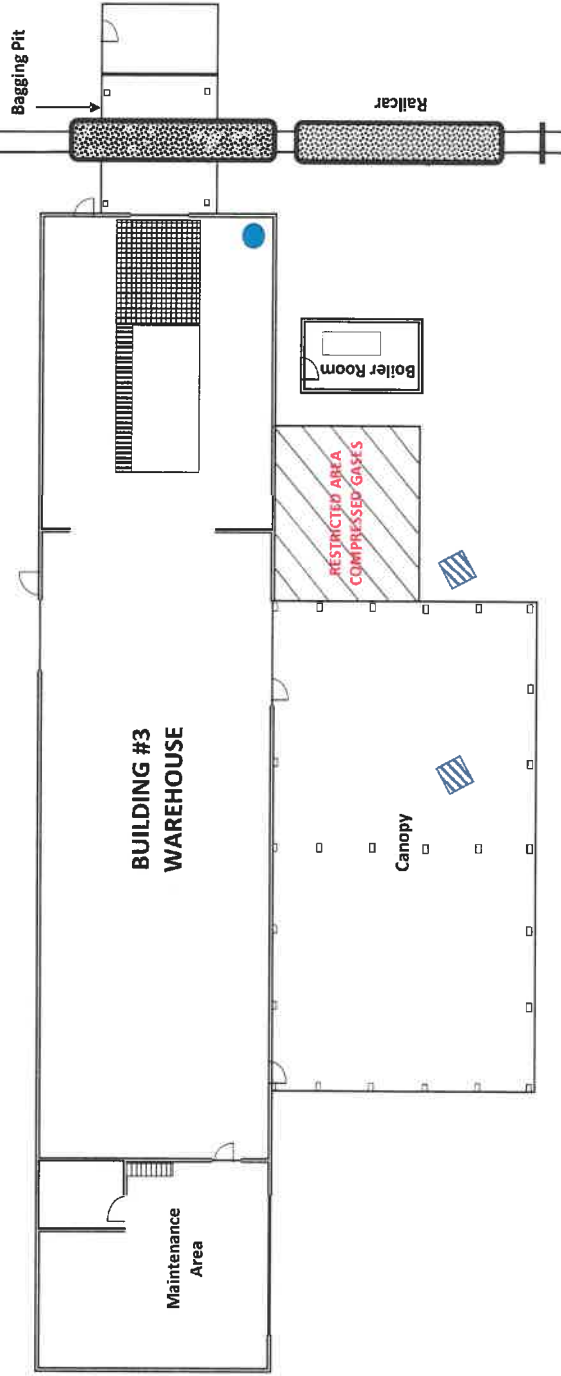 Bagging Pit
Railcar
Boiler Room
RESTRICTED AREA
COMPRESSED GASES
BUILDING #3
WAREHOUSE
Canopy
Maintenance
Area